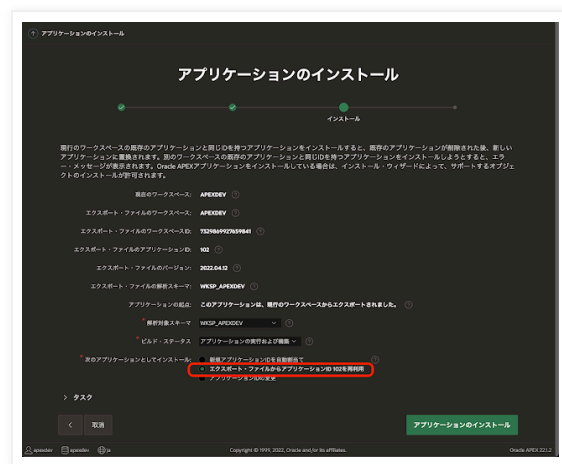 アプリケーションのインストール
アプリケーションのインストール
インストール
現行のワークスペースの既存のアプリケーションと同じIDを持つアプリケーションをインストールすると、既存のアプリケーションが削除された後、新しい
アプリケーションに置換されます。別のワークスペースの既存のアプリケーションと同じIDを持つアプリケーションをインストールしようとすると、エラ
ー・メッセージが表示されます。Oracle APEXアプリケーションをインストールしている場合は、インストール・ウィザードによって、サポートするオブジェ
クトのインストールが許可されます。
現在のワークスペース: APEXDEV
エクスポート・ファイルのワークスペース: APEXDEV
エクスポート・ファイルのワークスペースID: 7329869927659841
エクスポート・ファイルのアプリケーションID: 102
エクスポート・ファイルのバージョン: 2022.04.12
エクスポート・ファイルの解析スキーマ: WKSP_APEXDEV
アプリケーションの起点: このアプリケーションは、現行のワークスペースからエクスポートされました。
* 解析対象スキーマ WKSP_APEXDEV
* ビルド・ステータス アプリケーションの実行および構築
* 次のアプリケーションとしてインストール: 新規アプリケーションIDを自動割当て
エクスポート・ファイルからアプリケーションID 102を再利用
アプリケーションIDの変更
> タスク
< 取消 アプリケーションのインストール
apexdev apexdev ja Copyright © 1999, 2022, Oracle and/or its affiliates. Oracle APEX 22.1.2